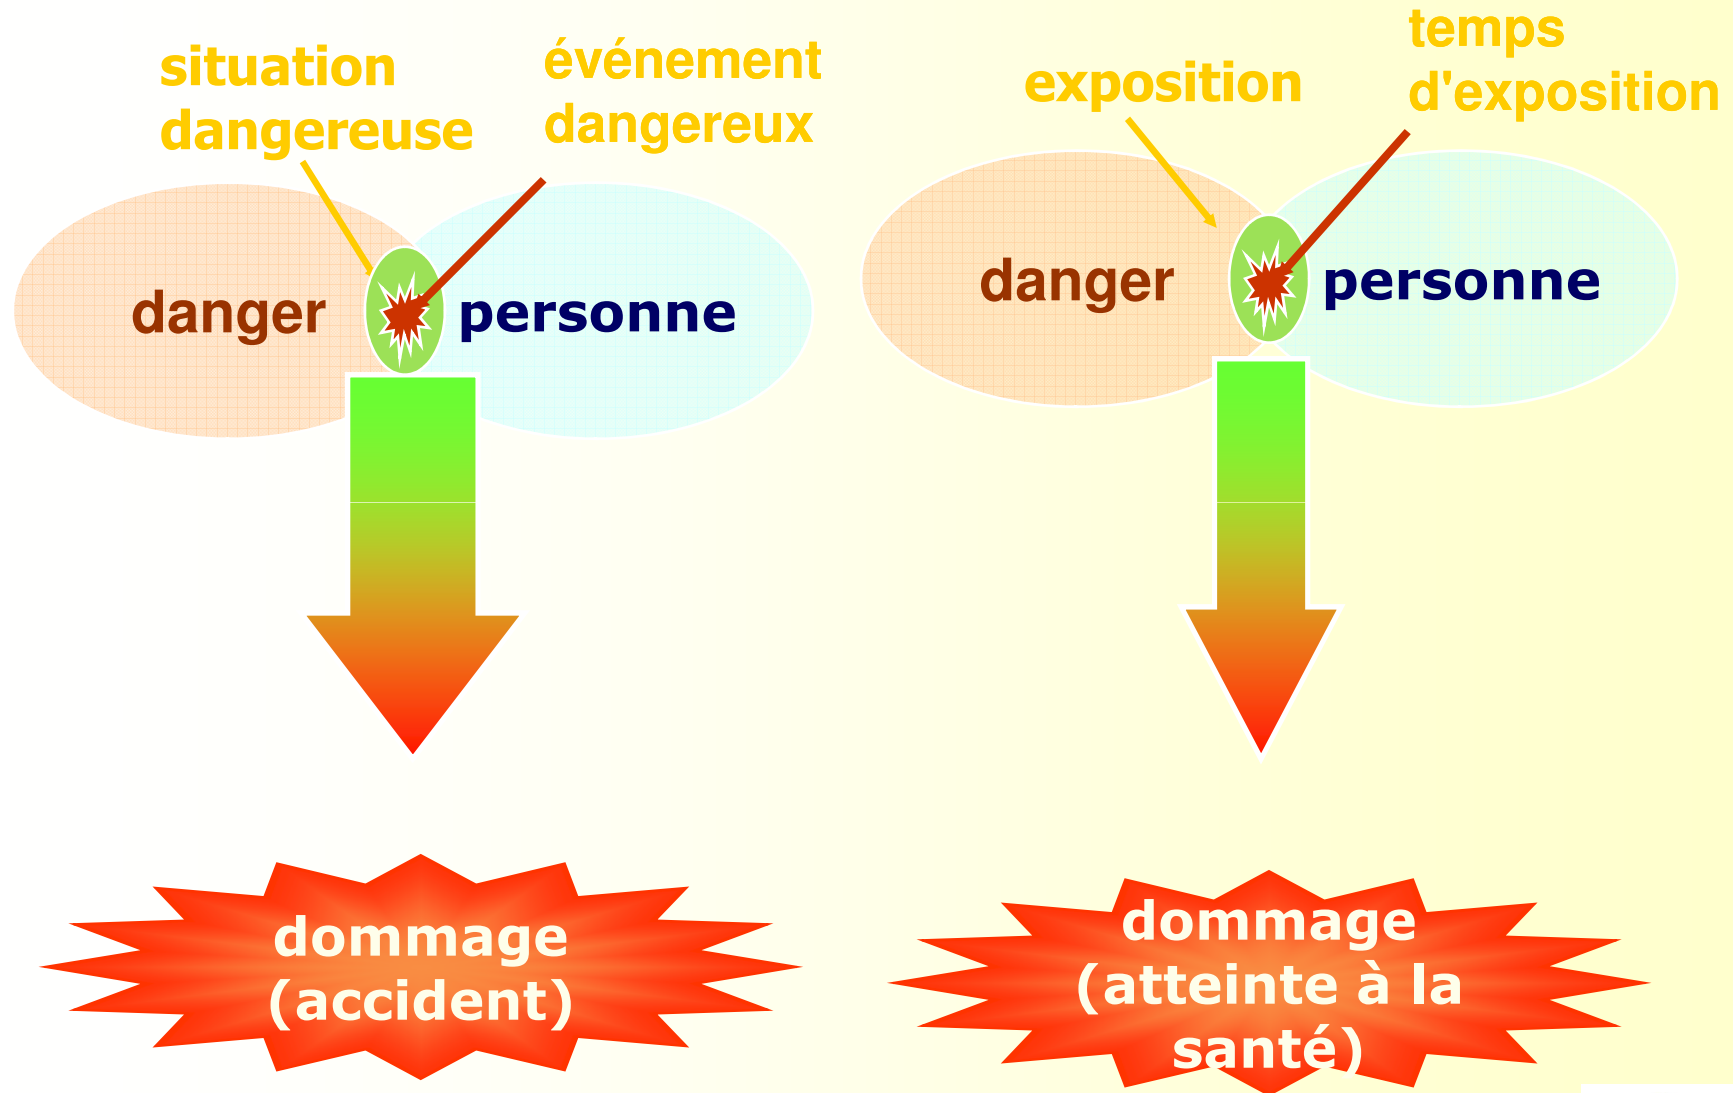 situation
dangereuse
événement
dangereux
danger
personne
dommage
(accident)
exposition
temps
d'exposition
danger
personne
dommage
(atteinte à la
santé)